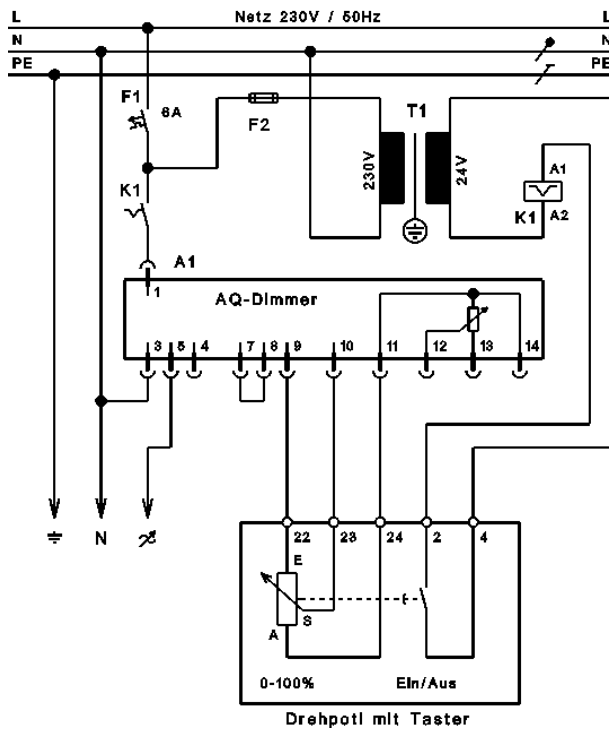 L Netz 230V / 50Hz L
N N
PE PE
F1
6A
F2
T1
230V
24V
A1
K1 A2
K1
A1
1
AQ-Dimmer
3 5 4 7 8 9 10 11 12 13 14
N
22 23 24 2 4
E
S
A
0-100% Ein/Aus
Drehpoti mit Taster